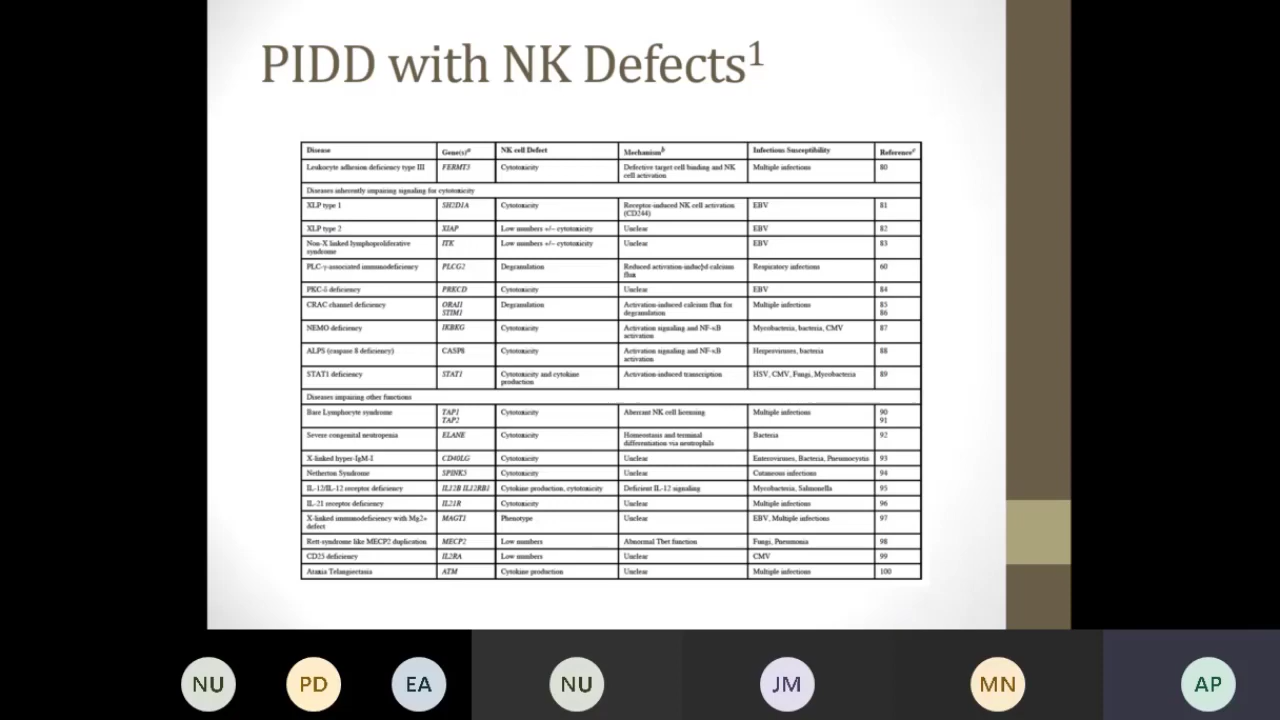 PIDD with NK Defects1
Disease Gene(s)a NK cell Defect Mechanismb Infectious Susceptibility Referencec
Leukocyte adhesion deficiency type III FERMT3 Cytotoxicity Defective target cell binding and NK cell activation Multiple infections 80
Diseases inherently impairing signaling for cytotoxicity
XLP type 1 SH2D1A Cytotoxicity Receptor-induced NK cell activation (CD244) EBV 81
XLP type 2 XIAP Low numbers +/− cytotoxicity Unclear EBV 82
Non-X linked lymphoproliferative syndrome ITK Low numbers +/− cytotoxicity Unclear EBV 83
PLC-γ-associated immunodeficiency PLCG2 Degranulation Reduced activation-induced calcium flux Respiratory infections 60
PKC-δ deficiency PRKCD Unclear EBV 84
CRAC channel deficiency ORAI1 STIM1 Degranulation Activation-induced calcium flux for degranulation Multiple infections 85 86
NEMO deficiency IKBKG Cytotoxicity Activation signaling and NF-κB activation Mycobacteria, bacteria, CMV 87
ALPS (caspase 8 deficiency) CASP8 Cytotoxicity Activation signaling and NF-κB activation Herpesviruses, bacteria 88
STAT1 deficiency STAT1 Cytotoxicity and cytokine production Activation-induced transcription HSV, CMV, Fungi, Mycobacteria 89
Diseases impairing other functions
Bare Lymphocyte syndrome TAP1 TAP2 Cytotoxicity Aberrant NK cell licensing Multiple infections 90 91
Severe congenital neutropenia ELANE Cytotoxicity Homeostasis and terminal differentiation via neutrophils Bacteria 92
X-linked hyper-IgM-I CD40LG Cytotoxicity Unclear Enteroviruses, Bacteria, Pneumocystis 93
Netherton Syndrome SPINK5 Cytotoxicity Unclear Cutaneous infections 94
IL-12/IL-12 receptor deficiency IL12B IL12RB1 Cytokine production, cytotoxicity Deficient IL-12 signaling Mycobacteria, Salmonella 95
IL-21 receptor deficiency IL21R Cytotoxicity Unclear Multiple infections 96
X-linked immunodeficiency with Mg2+ defect MAGT1 Phenotype Unclear EBV, Multiple infections 97
Rett-syndrome like MECP2 duplication MECP2 Low numbers Abnormal Tbet function Fungi, Pneumonia 98
CD25 deficiency IL2RA Low numbers Unclear CMV 99
Ataxia Telangiectasia ATM Cytokine production Unclear Multiple infections 100
NU PD EA NU JM MN AP